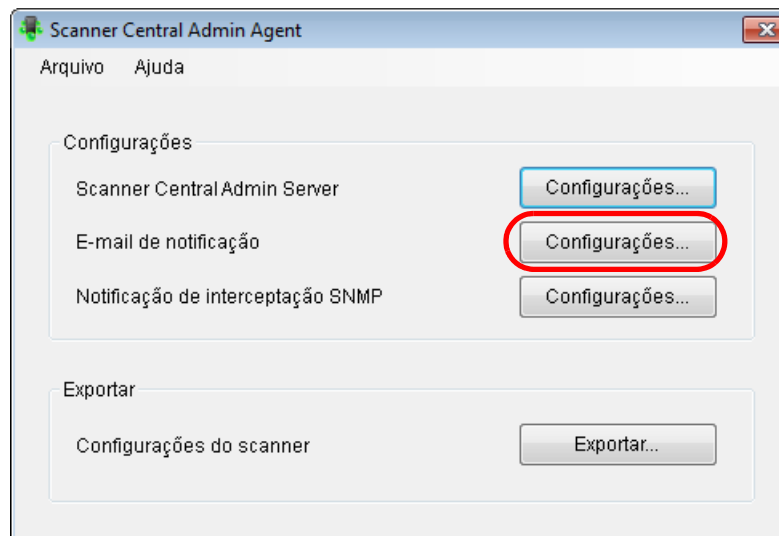 Scanner Central Admin Agent
Arquivo Ajuda
Configurações
Scanner Central Admin Server Configurações...
E-mail de notificação Configurações...
Notificação de interceptação SNMP Configurações...
Exportar
Configurações do scanner Exportar...